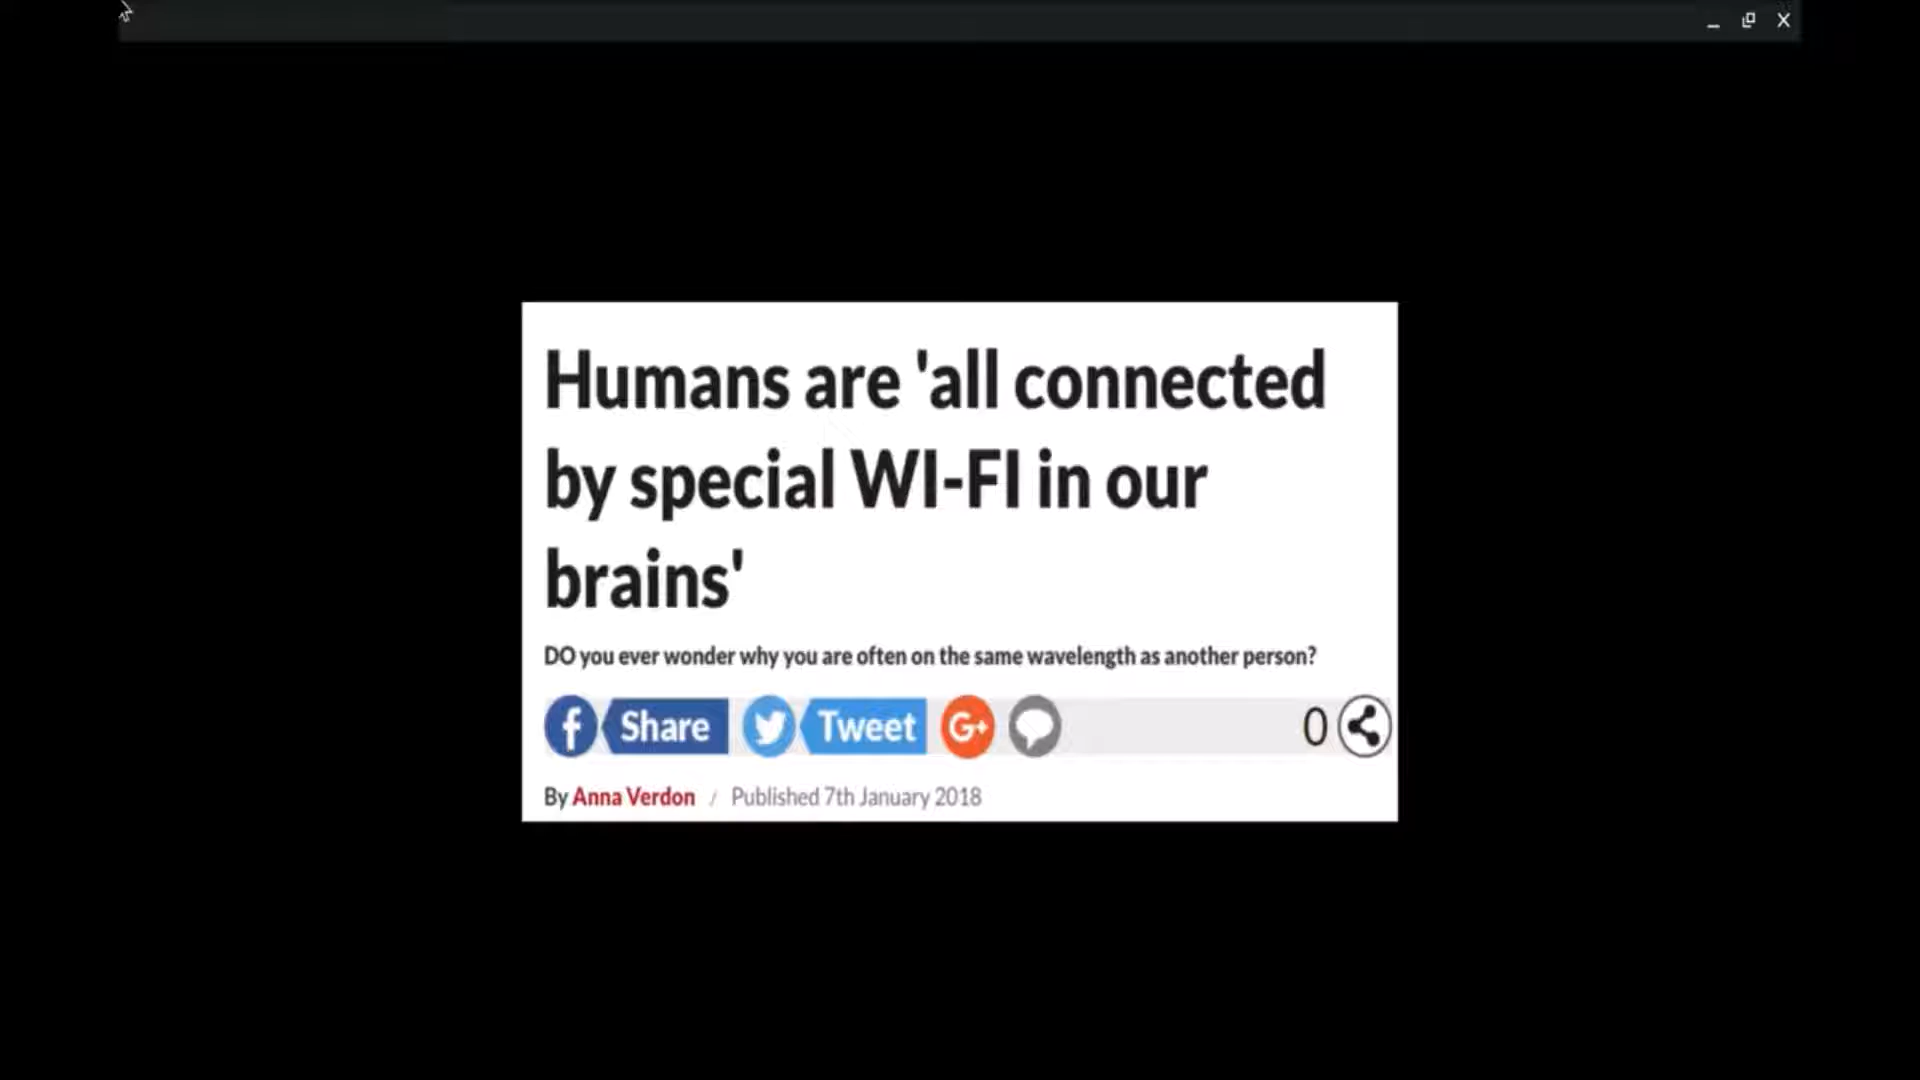 Humans are 'all connected
by special WI-FI in our
brains'
DO you ever wonder why you are often on the same wavelength as another person?
f Share Tweet G+ 0
By Anna Verdon / Published 7th January 2018